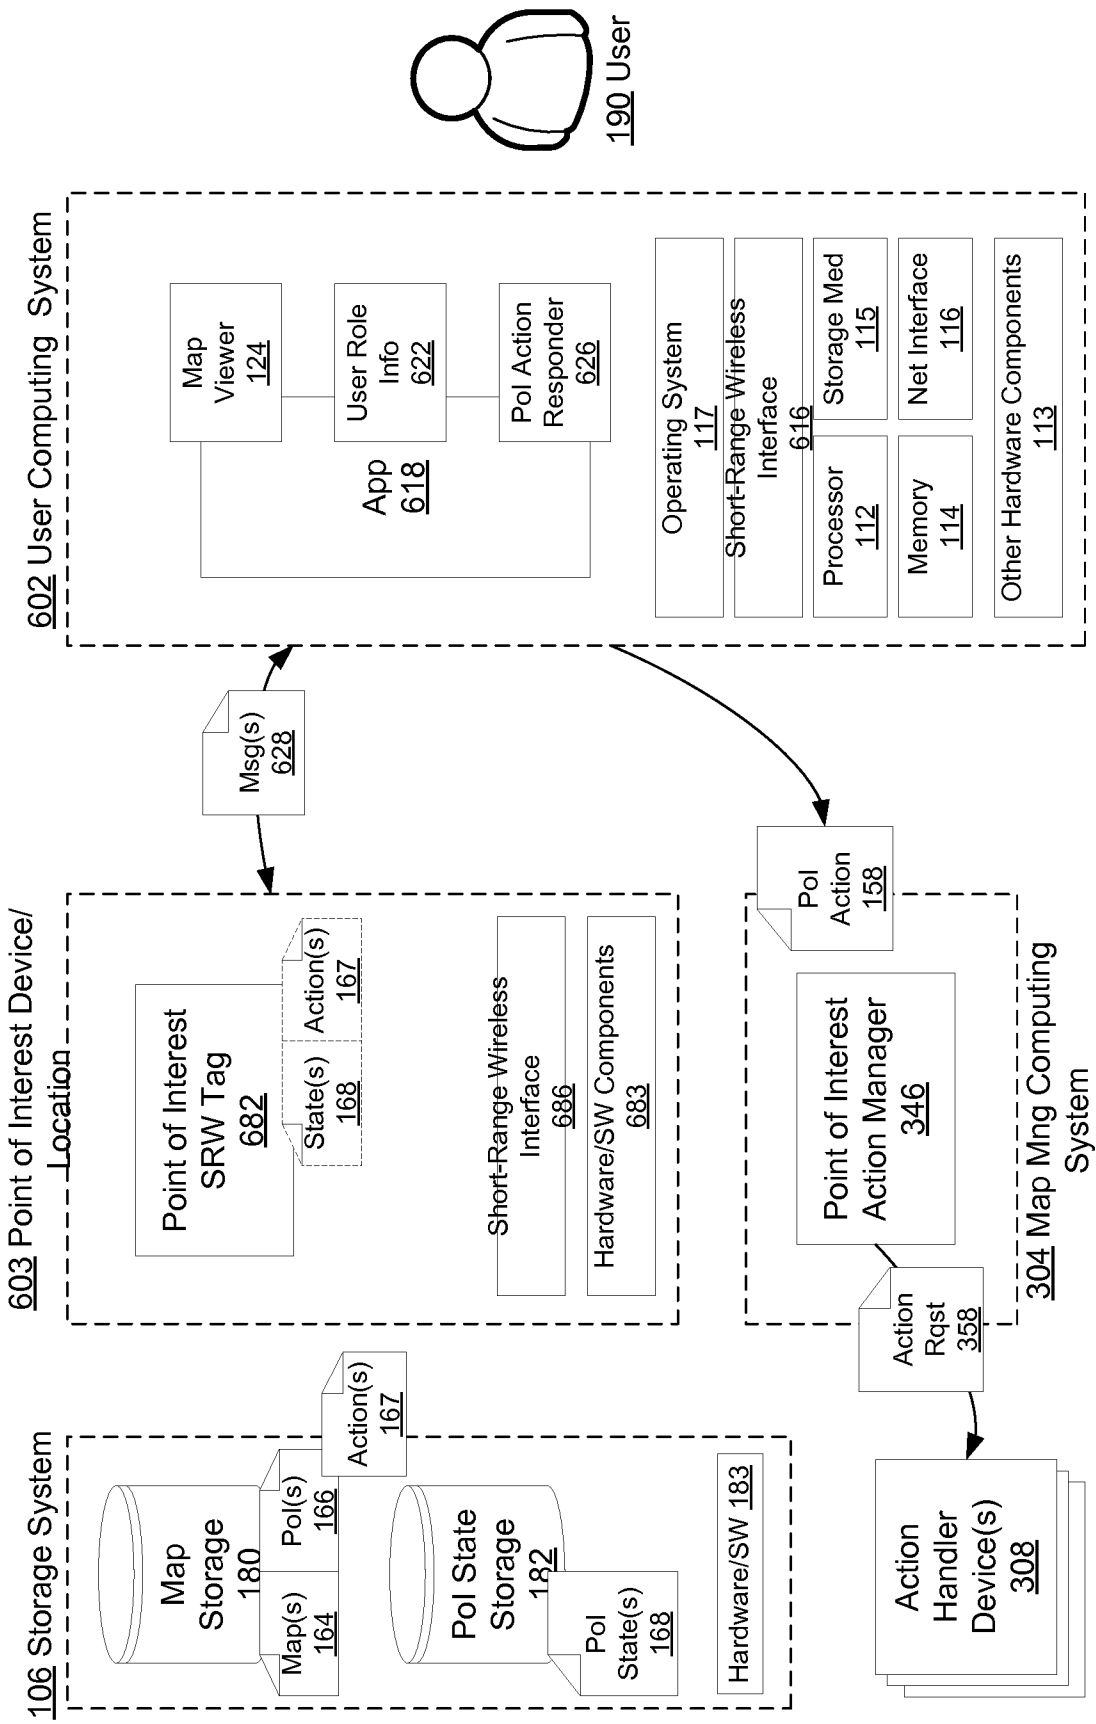 106 Storage System
Map
Storage
180
Map(s)
164
PoI(s)
166
Action(s)
167
PoI State
Storage
182
PoI
State(s)
168
Hardware/SW 183
603 Point of Interest Device/
Location
Point of Interest
SRW Tag
682
State(s)
168
Action(s)
167
Short-Range Wireless
Interface
686
Hardware/SW Components
683
Msg(s)
628
602 User Computing System
Map
Viewer
124
User Role
Info
622
PoI Action
Responder
626
App
618
Operating System
117
Short-Range Wireless
Interface
616
Processor
112
Storage Med
115
Memory
114
Net Interface
116
Other Hardware Components
113
190 User
Action
Handler
Device(s)
308
Action
Rqst
358
Point of Interest
Action Manager
346
PoI
Action
158
304 Map Mng Computing
System